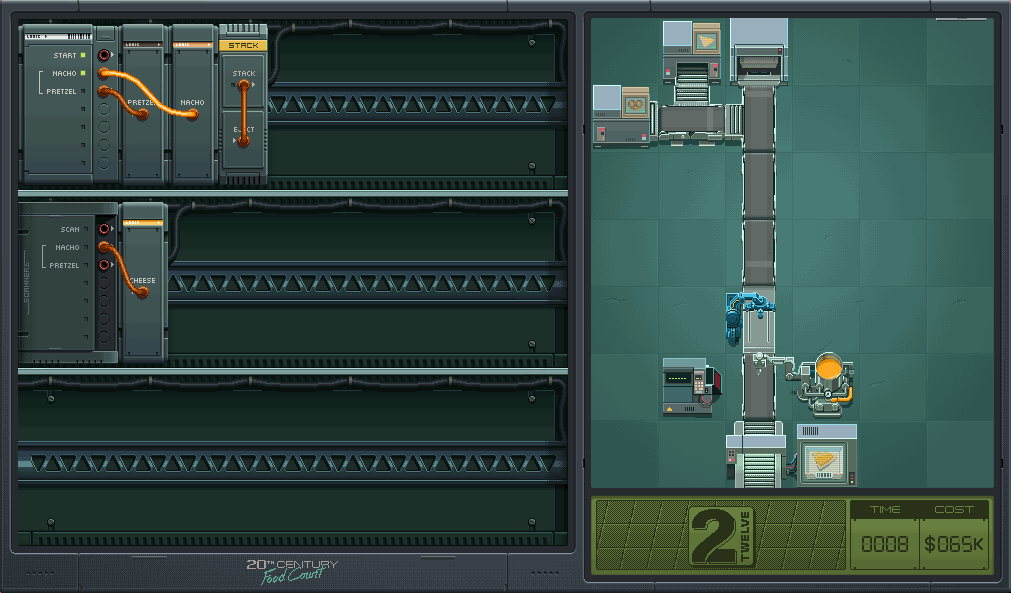 LOGIC
LOGIC
LOGIC
STACK
START
NACHO
PRETZEL
PRETZEL
NACHO
STACK
EJECT
LOGIC
SCAN
NACHO
PRETZEL
CHEESE
SCANNERS
20TH CENTURY
Food Court
2
TWELVE
TIME
COST
0008
$065K